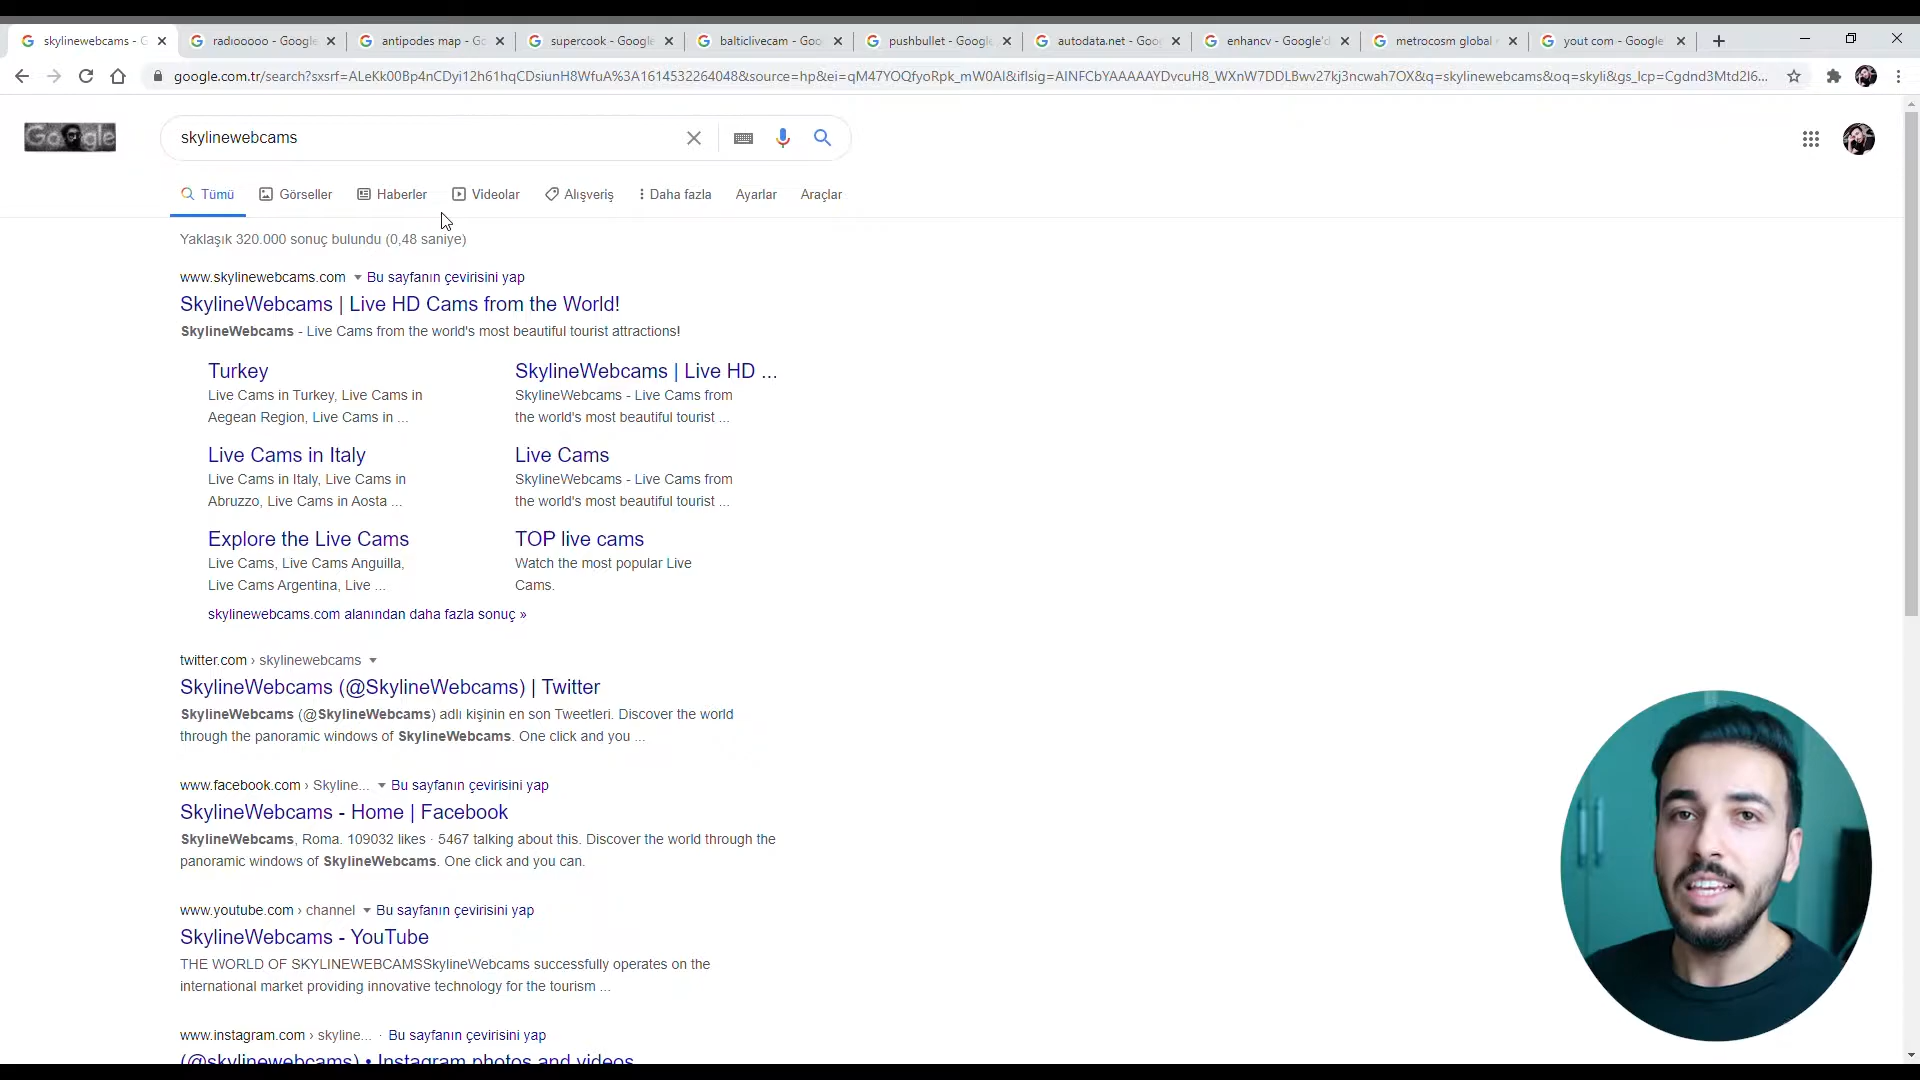 skylinewebcams - G
radıooooo - Google
antipodes map - Go
supercook - Google
balticlivecam - Goo
pushbullet - Google
autodata.net - Goo
enhancv - Google'd
metrocosm global
yout com - Google
google.com.tr/search?sxsrf=ALeKk00Bp4nCDyi12h61hqCDsiunH8WfuA%3A1614532264048&source=hp&ei=qM47YOQfyoRpk_mW0AI&iflsig=AINFCbYAAAAAYDvcuH8_WXnW7DDLBwv27kj3ncwah7OX&q=skylinewebcams&oq=skyli&gs_lcp=Cgdnd3Mtd2l6...
Google
skylinewebcams
Tümü Görseller Haberler Videolar Alışveriş Daha fazla Ayarlar Araçlar
Yaklaşık 320.000 sonuç bulundu (0,48 saniye)
www.skylinewebcams.com Bu sayfanın çevirisini yap
SkylineWebcams | Live HD Cams from the World!
SkylineWebcams - Live Cams from the world's most beautiful tourist attractions!
Turkey
Live Cams in Turkey, Live Cams in
Aegean Region, Live Cams in ...
SkylineWebcams | Live HD ...
SkylineWebcams - Live Cams from
the world's most beautiful tourist ...
Live Cams in Italy
Live Cams in Italy, Live Cams in
Abruzzo, Live Cams in Aosta ...
Live Cams
SkylineWebcams - Live Cams from
the world's most beautiful tourist ...
Explore the Live Cams
Live Cams, Live Cams Anguilla,
Live Cams Argentina, Live ...
TOP live cams
Watch the most popular Live
Cams.
skylinewebcams.com alanından daha fazla sonuç »
twitter.com › skylinewebcams
SkylineWebcams (@SkylineWebcams) | Twitter
SkylineWebcams (@SkylineWebcams) adlı kişinin en son Tweetleri. Discover the world
through the panoramic windows of SkylineWebcams. One click and you ...
www.facebook.com › Skyline... Bu sayfanın çevirisini yap
SkylineWebcams - Home | Facebook
SkylineWebcams, Roma. 109032 likes · 5467 talking about this. Discover the world through the
panoramic windows of SkylineWebcams. One click and you can.
www.youtube.com › channel Bu sayfanın çevirisini yap
SkylineWebcams - YouTube
THE WORLD OF SKYLINEWEBCAMSSkylineWebcams successfully operates on the
international market providing innovative technology for the tourism ...
www.instagram.com › skyline... · Bu sayfanın çevirisini yap
(@skylinewebcams) • Instagram photos and videos